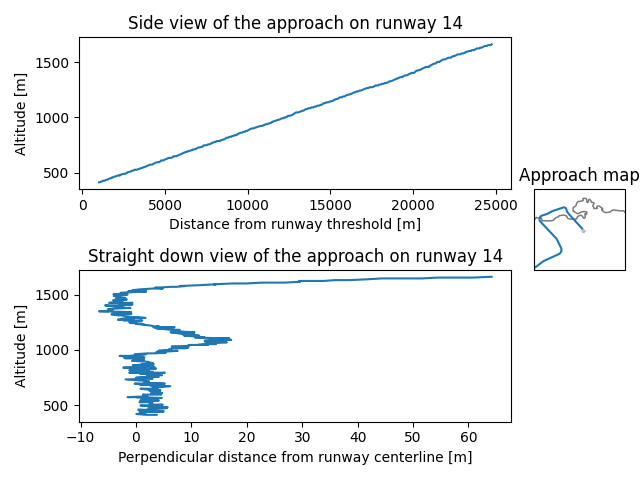 Side view of the approach on runway 14
Altitude [m]
1500
1000
500
0
5000
10000
15000
20000
25000
Distance from runway threshold [m]
Approach map
Straight down view of the approach on runway 14
Altitude [m]
1500
1000
500
−10
0
10
20
30
40
50
60
Perpendicular distance from runway centerline [m]